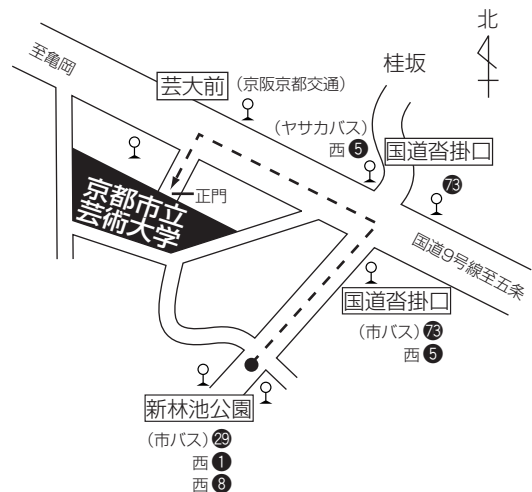 北
至亀岡
芸大前
(京阪京都交通)
桂坂
(ヤサカバス)
西5
国道沓掛口
73
京都市立
芸術大学
正門
国道9号線至五条
国道沓掛口
(市バス)73
西5
新林池公園
(市バス)29
西1
西8